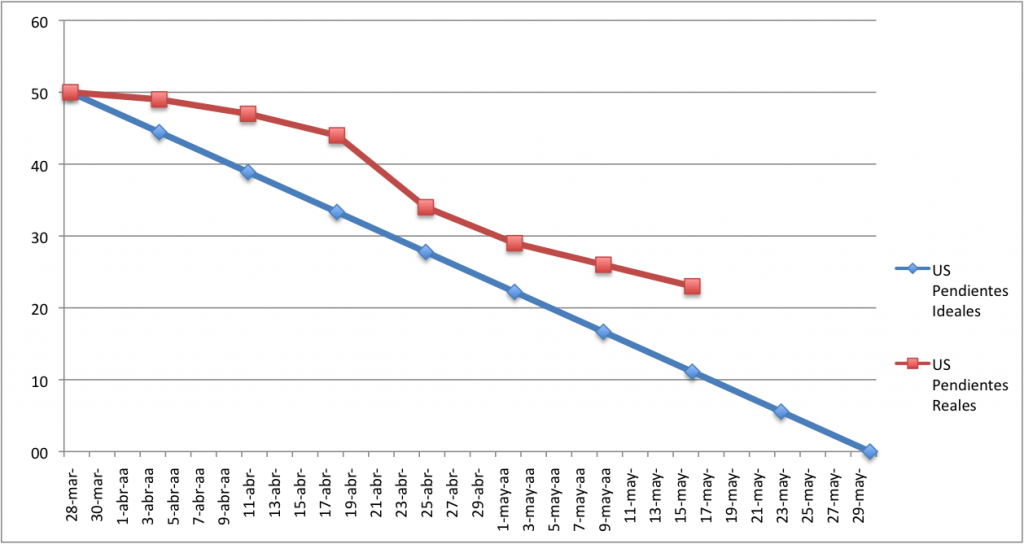 60
50
40
30
20
10
00
28-mar-
30-mar-
1-abr-aa
3-abr-aa
5-abr-aa
7-abr-aa
9-abr-aa
11-abr-
13-abr-
15-abr-
17-abr-
19-abr-
21-abr-
23-abr-
25-abr-
27-abr-
29-abr-
1-may-aa
3-may-aa
5-may-aa
7-may-aa
9-may-aa
11-may-
13-may-
15-may-
17-may-
19-may-
21-may-
23-may-
25-may-
27-may-
29-may-
US
Pendientes
Ideales
US
Pendientes
Reales